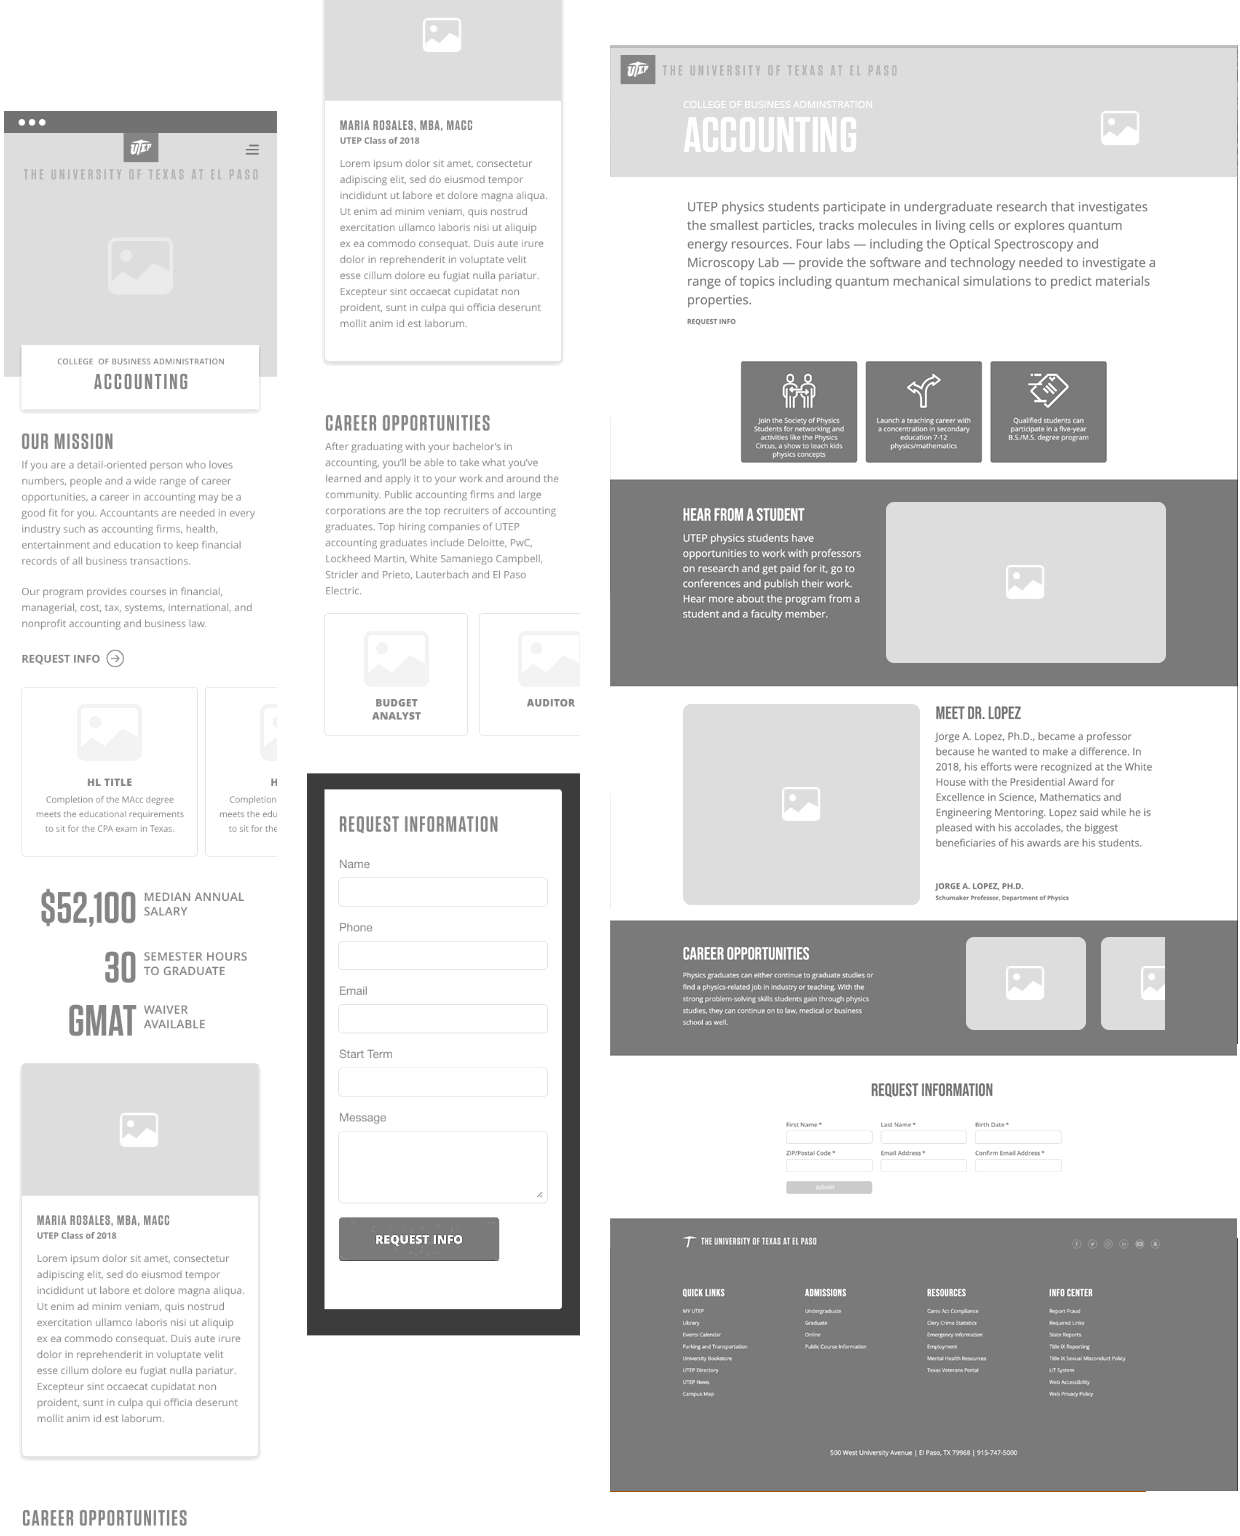 UTEP
THE UNIVERSITY OF TEXAS AT EL PASO
COLLEGE OF BUSINESS ADMINISTRATION
ACCOUNTING
OUR MISSION
If you are a detail-oriented person who loves
numbers, people and a wide range of career
opportunities, a career in accounting may be a
good fit for you. Accountants are needed in every
industry such as accounting firms, health,
entertainment and education to keep financial
records of all business transactions.
Our program provides courses in financial,
managerial, cost, tax, systems, international, and
nonprofit accounting and business law.
REQUEST INFO
HL TITLE
Completion of the MAcc degree
meets the educational requirements
to sit for the CPA exam in Texas.
H
Completion
meets the educ
to sit for the
$52,100 MEDIAN ANNUAL
SALARY
30 SEMESTER HOURS
TO GRADUATE
GMAT WAIVER
AVAILABLE
MARIA ROSALES, MBA, MACC
UTEP Class of 2018
Lorem ipsum dolor sit amet, consectetur
adipiscing elit, sed do eiusmod tempor
incididunt ut labore et dolore magna aliqua.
Ut enim ad minim veniam, quis nostrud
exercitation ullamco laboris nisi ut aliquip
ex ea commodo consequat. Duis aute irure
dolor in reprehenderit in voluptate velit
esse cillum dolore eu fugiat nulla pariatur.
Excepteur sint occaecat cupidatat non
proident, sunt in culpa qui officia deserunt
mollit anim id est laborum.
CAREER OPPORTUNITIES
MARIA ROSALES, MBA, MACC
UTEP Class of 2018
Lorem ipsum dolor sit amet, consectetur
adipiscing elit, sed do eiusmod tempor
incididunt ut labore et dolore magna aliqua.
Ut enim ad minim veniam, quis nostrud
exercitation ullamco laboris nisi ut aliquip
ex ea commodo consequat. Duis aute irure
dolor in reprehenderit in voluptate velit
esse cillum dolore eu fugiat nulla pariatur.
Excepteur sint occaecat cupidatat non
proident, sunt in culpa qui officia deserunt
mollit anim id est laborum.
CAREER OPPORTUNITIES
After graduating with your bachelor's in
accounting, you'll be able to take what you've
learned and apply it to your work and around the
community. Public accounting firms and large
corporations are the top recruiters of accounting
graduates. Top hiring companies of UTEP
accounting graduates include Deloitte, PwC,
Lockheed Martin, White Samaniego Campbell,
Stricler and Prieto, Lauterbach and El Paso
Electric.
BUDGET
ANALYST
AUDITOR
REQUEST INFORMATION
Name
Phone
Email
Start Term
Message
REQUEST INFO
UTEP THE UNIVERSITY OF TEXAS AT EL PASO
COLLEGE OF BUSINESS ADMINSTRATION
ACCOUNTING
UTEP physics students participate in undergraduate research that investigates
the smallest particles, tracks molecules in living cells or explores quantum
energy resources. Four labs — including the Optical Spectroscopy and
Microscopy Lab — provide the software and technology needed to investigate a
range of topics including quantum mechanical simulations to predict materials
properties.
REQUEST INFO
Join the Society of Physics
Students for networking and
activities like the Physics
Circus, a show to teach kids
physics concepts
Launch a teaching career with
a concentration in secondary
education 7-12
physics/mathematics
Qualified students can
participate in a five-year
B.S./M.S. degree program
HEAR FROM A STUDENT
UTEP physics students have
opportunities to work with professors
on research and get paid for it, go to
conferences and publish their work.
Hear more about the program from a
student and a faculty member.
MEET DR. LOPEZ
Jorge A. Lopez, Ph.D., became a professor
because he wanted to make a difference. In
2018, his efforts were recognized at the White
House with the Presidential Award for
Excellence in Science, Mathematics and
Engineering Mentoring. Lopez said while he is
pleased with his accolades, the biggest
beneficiaries of his awards are his students.
JORGE A. LOPEZ, PH.D.
Schumaker Professor, Department of Physics
CAREER OPPORTUNITIES
Physics graduates can either continue to graduate studies or
find a physics-related job in industry or teaching. With the
strong problem-solving skills students gain through physics
studies, they can continue on to law, medical or business
school as well.
REQUEST INFORMATION
First Name *
Last Name *
Birth Date *
ZIP/Postal Code *
Email Address *
Confirm Email Address *
submit
THE UNIVERSITY OF TEXAS AT EL PASO
QUICK LINKS
MY UTEP
Library
Events Calendar
Parking and Transportation
University Bookstore
UTEP Directory
UTEP News
Campus Map
ADMISSIONS
Undergraduate
Graduate
Online
Public Course Information
RESOURCES
Cares Act Compliance
Clery Crime Statistics
Emergency Information
Employment
Mental Health Resources
Texas Veterans Portal
INFO CENTER
Report Fraud
Required Links
State Reports
Title IX Reporting
Title IX Sexual Misconduct Policy
UT System
Web Accessibility
Web Privacy Policy
500 West University Avenue | El Paso, TX 79968 | 915-747-5000